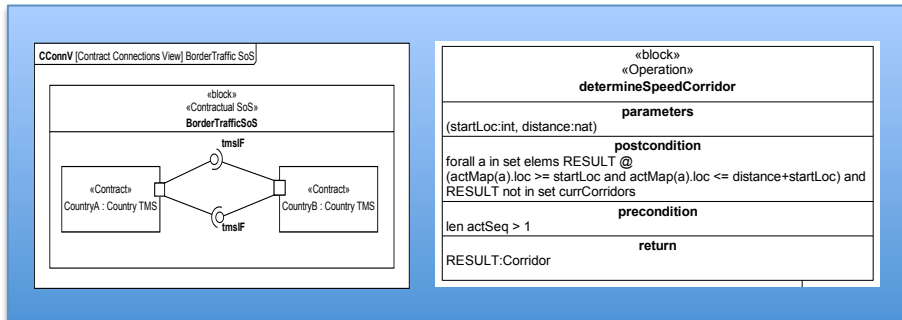 CConnV [Contract Connections View] BorderTraffic SoS
«block»
«Contractual SoS»
BorderTrafficSoS
tmsIF
«Contract»
CountryA : Country TMS
«Contract»
CountryB : Country TMS
tmsIF
«block»
«Operation»
determineSpeedCorridor
parameters
(startLoc:int, distance:nat)
postcondition
forall a in set elems RESULT @
(actMap(a).loc >= startLoc and actMap(a).loc <= distance+startLoc) and
RESULT not in set currCorridors
precondition
len actSeq > 1
return
RESULT:Corridor